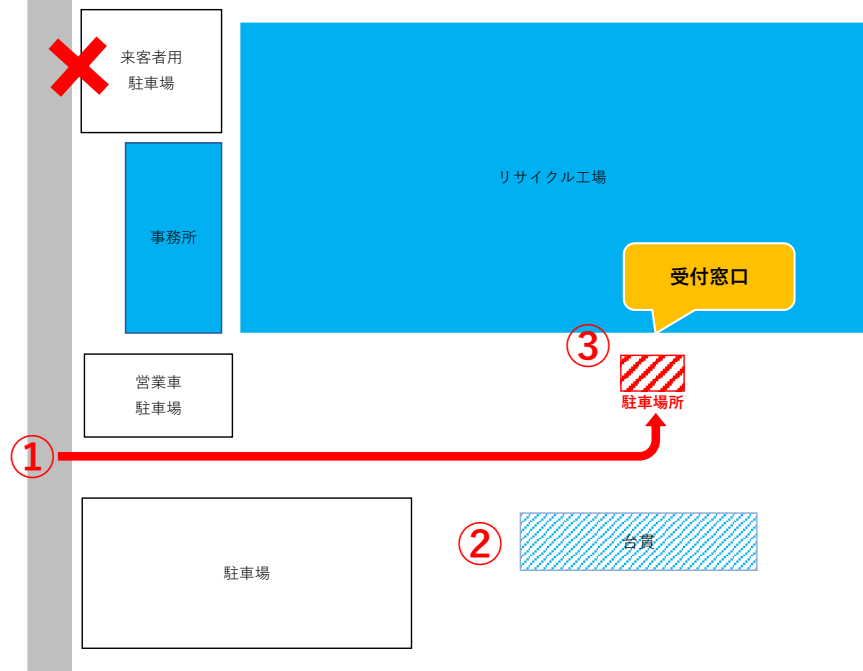 来客者用
駐車場
リサイクル工場
事務所
受付窓口
③
営業車
駐車場
駐車場所
①
②
台貫
駐車場